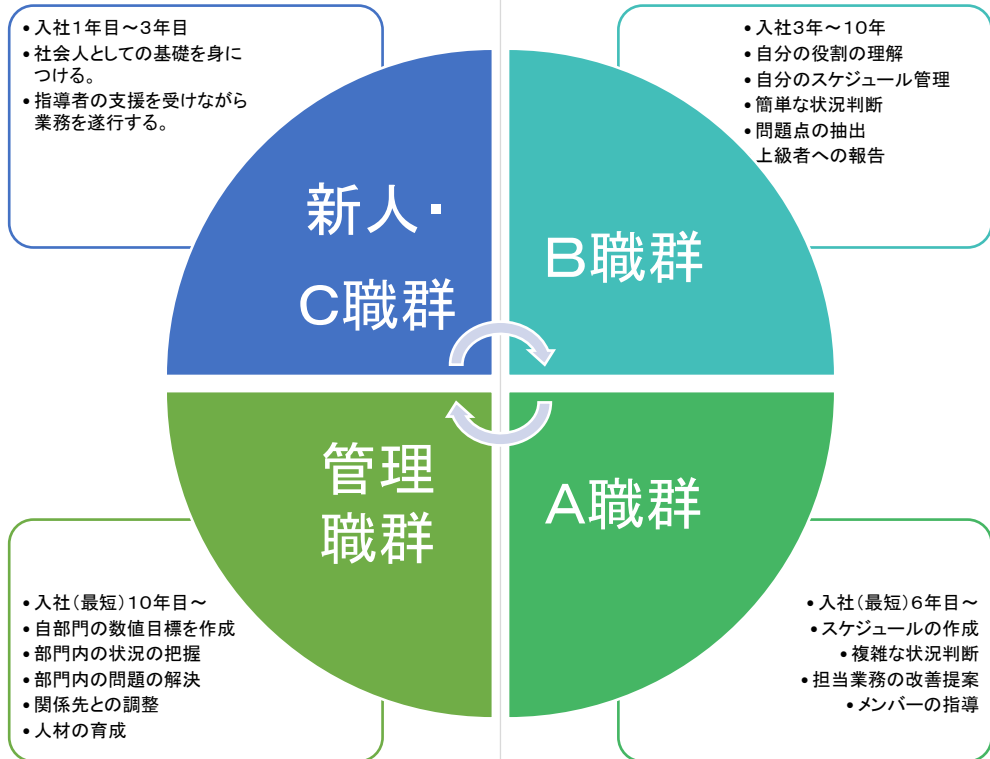 • 入社1年目～3年目
• 社会人としての基礎を身に
つける。
• 指導者の支援を受けながら
業務を遂行する。
• 入社3年～10年
• 自分の役割の理解
• 自分のスケジュール管理
• 簡単な状況判断
• 問題点の抽出
上級者への報告
新人・
C職群
B職群
管理
職群
A職群
• 入社（最短）10年目～
• 自部門の数値目標を作成
• 部門内の状況の把握
• 部門内の問題の解決
• 関係先との調整
• 人材の育成
• 入社（最短）6年目～
• スケジュールの作成
• 複雑な状況判断
• 担当業務の改善提案
• メンバーの指導